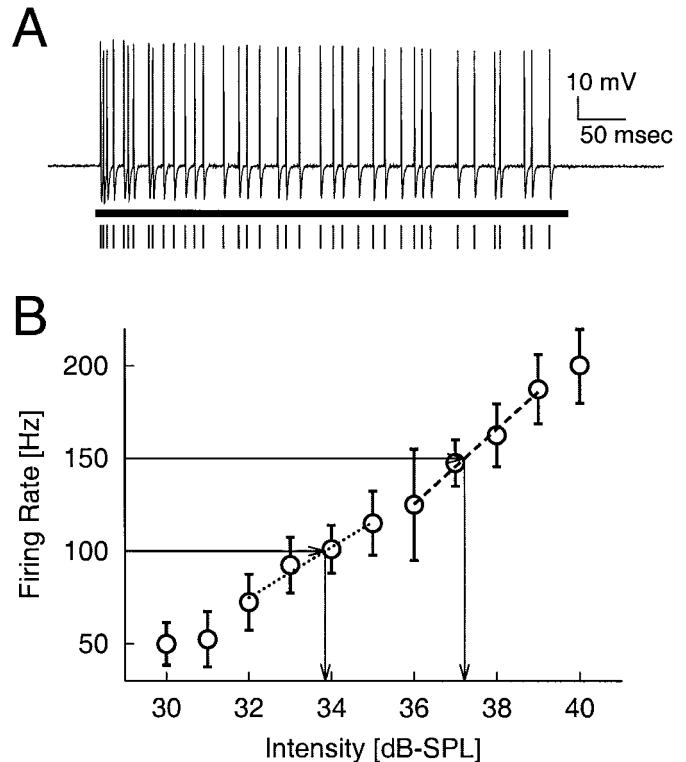 A
10 mV
50 msec
B
Firing Rate [Hz]
200
150
100
50
30 32 34 36 38 40
Intensity [dB-SPL]